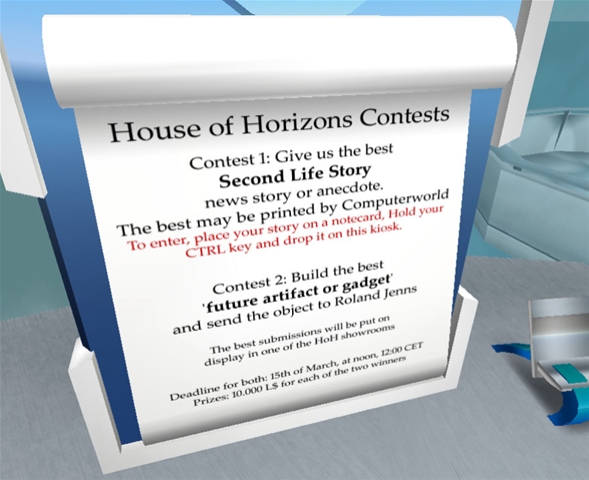 House of Horizons Contests
Contest 1: Give us the best
Second Life Story
news story or anecdote.
The best may be printed by Computerworld
To enter, place your story on a notecard, Hold your
CTRL key and drop it on this kiosk.
Contest 2: Build the best
'future artifact or gadget'
and send the object to Roland Jenns
The best submissions will be put on
display in one of the HoH showrooms
Deadline for both: 15th of March, at noon, 12:00 CET
Prizes: 10.000 L$ for each of the two winners